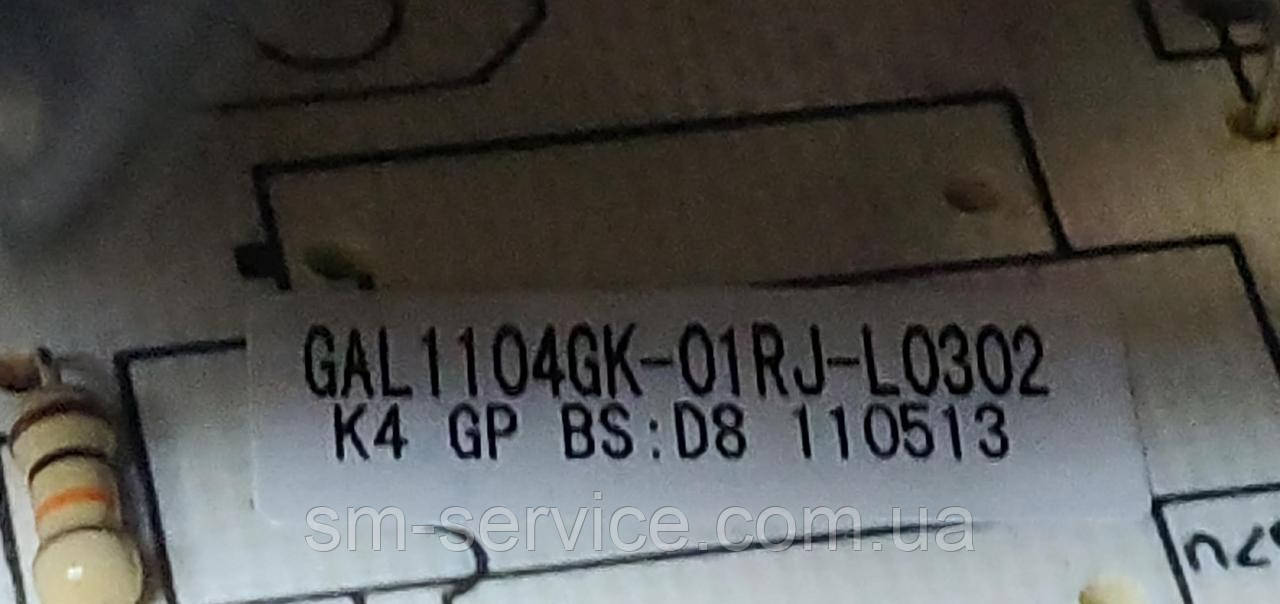 GAL1104GK-01RJ-L0302
K4 GP BS:D8 110513
sm-service.com.ua